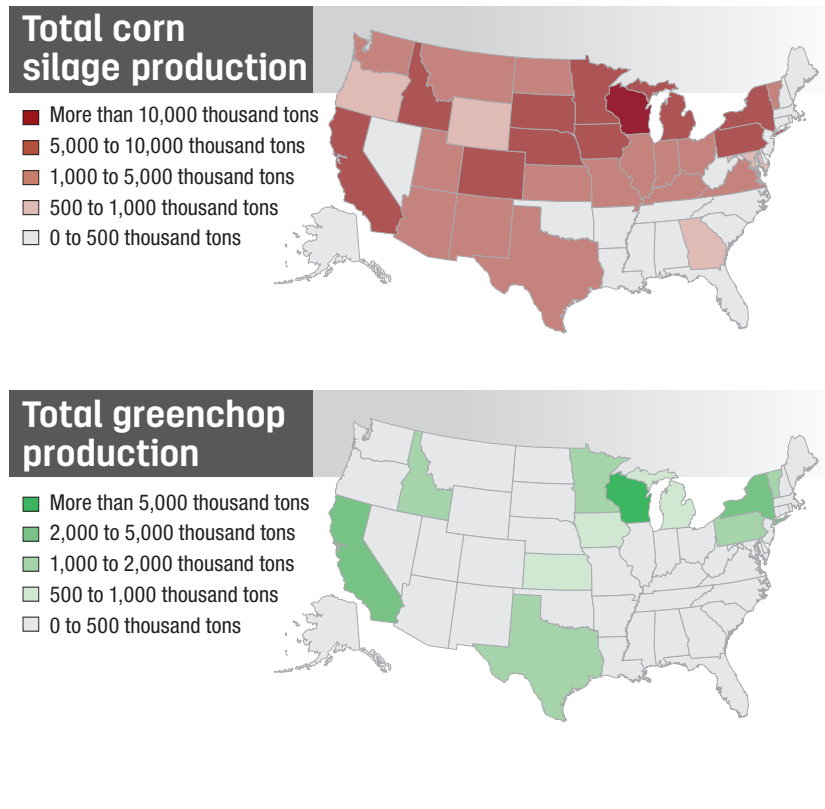 Total corn
silage production
More than 10,000 thousand tons
5,000 to 10,000 thousand tons
1,000 to 5,000 thousand tons
500 to 1,000 thousand tons
0 to 500 thousand tons
Total greenchop
production
More than 5,000 thousand tons
2,000 to 5,000 thousand tons
1,000 to 2,000 thousand tons
500 to 1,000 thousand tons
0 to 500 thousand tons